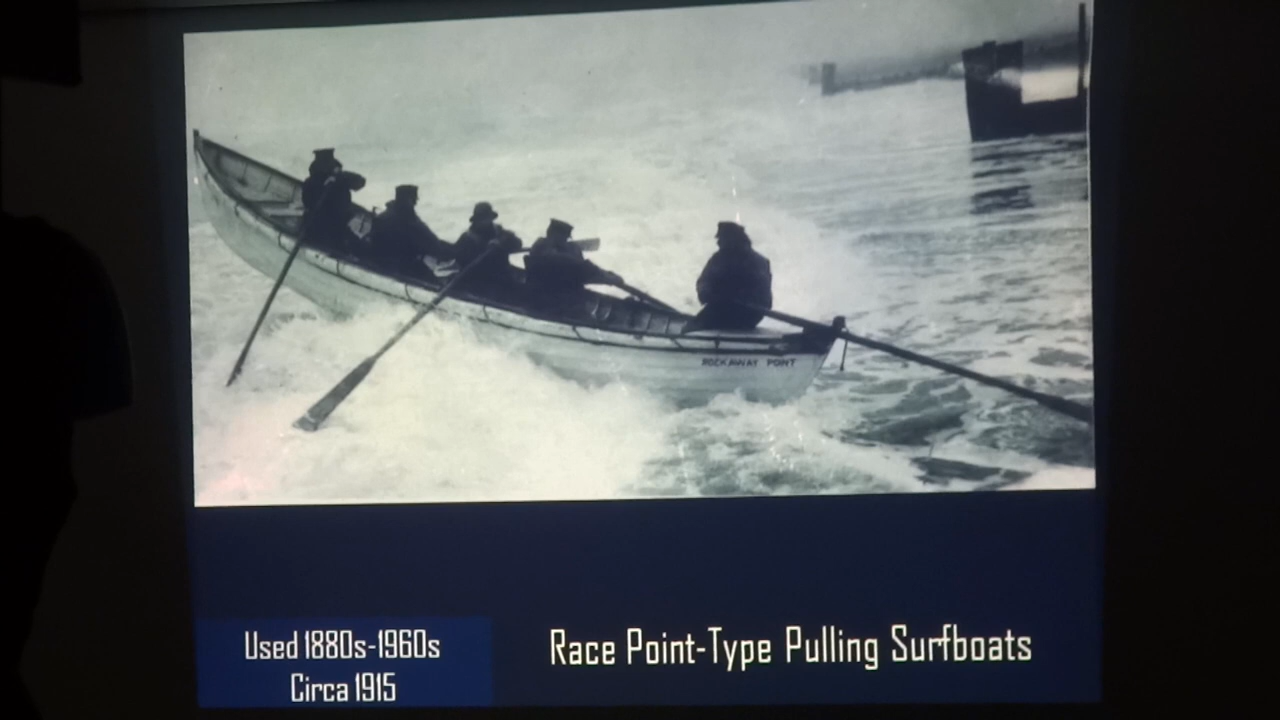 ROCKAWAY POINT
Used 1880s-1960s
Circa 1915
Race Point-Type Pulling Surfboats